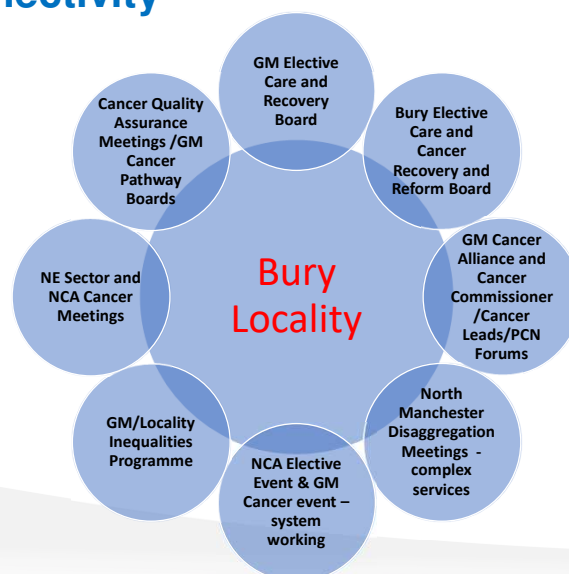 GM Elective
Care and
Recovery
Board
Bury Elective
Care and
Cancer
Recovery and
Reform Board
GM Cancer
Alliance and
Cancer
Commissioner
/Cancer
Leads/PCN
Forums
North
Manchester
Disaggregation
Meetings -
complex
services
NCA Elective
Event & GM
Cancer event –
system
working
GM/Locality
Inequalities
Programme
NE Sector and
NCA Cancer
Meetings
Cancer Quality
Assurance
Meetings /GM
Cancer
Pathway
Boards
Bury
Locality